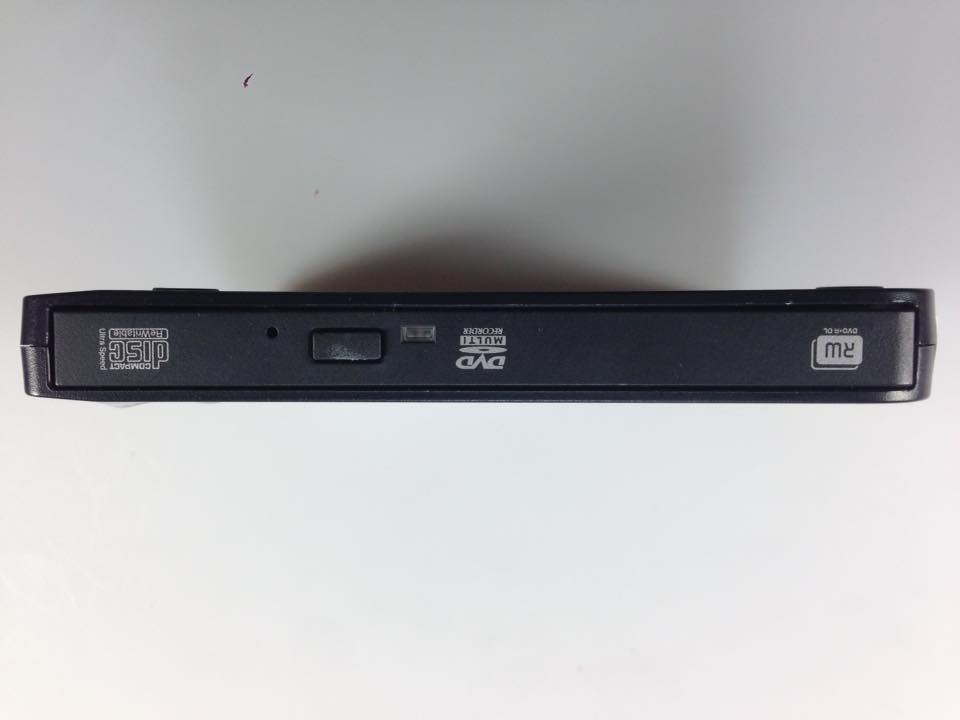 RW
DVD+R DL
DVD
MULTI
RECORDER
COMPACT
disc
ReWritable
Ultra Speed